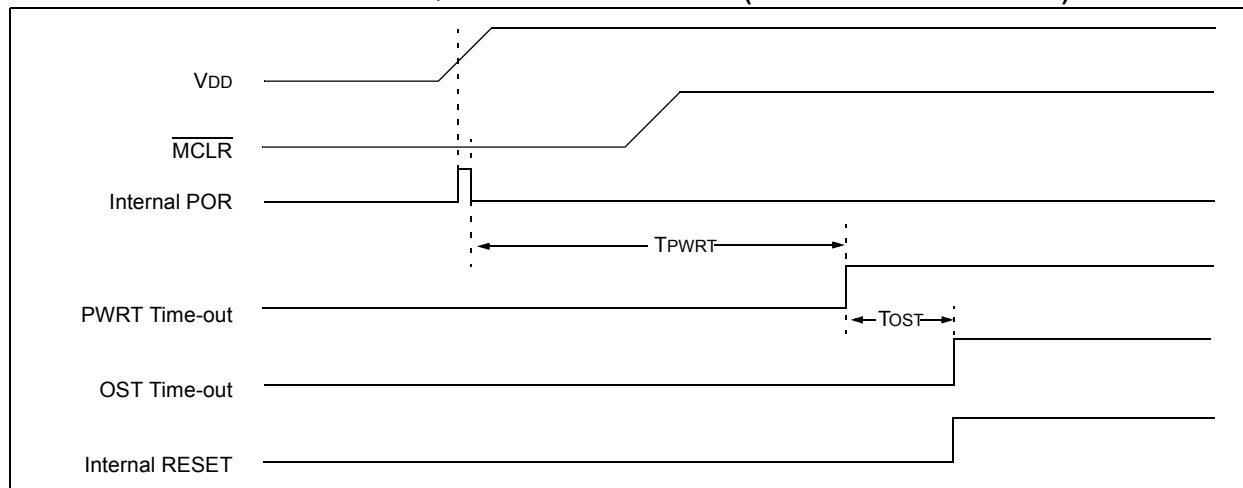 VDD
MCLR
Internal POR
TPWRT
PWRT Time-out
TOST
OST Time-out
Internal RESET